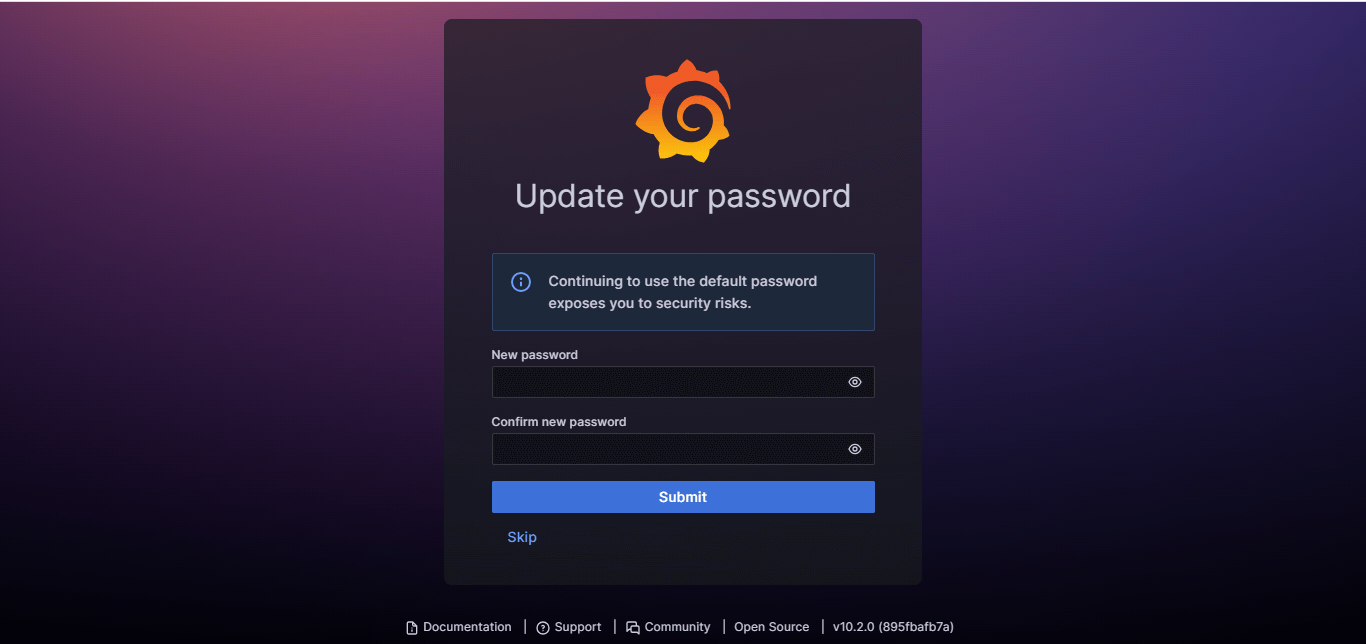 Update your password
Continuing to use the default password
exposes you to security risks.
New password
Confirm new password
Submit
Skip
Documentation | Support | Community | Open Source | v10.2.0 (895fbafb7a)